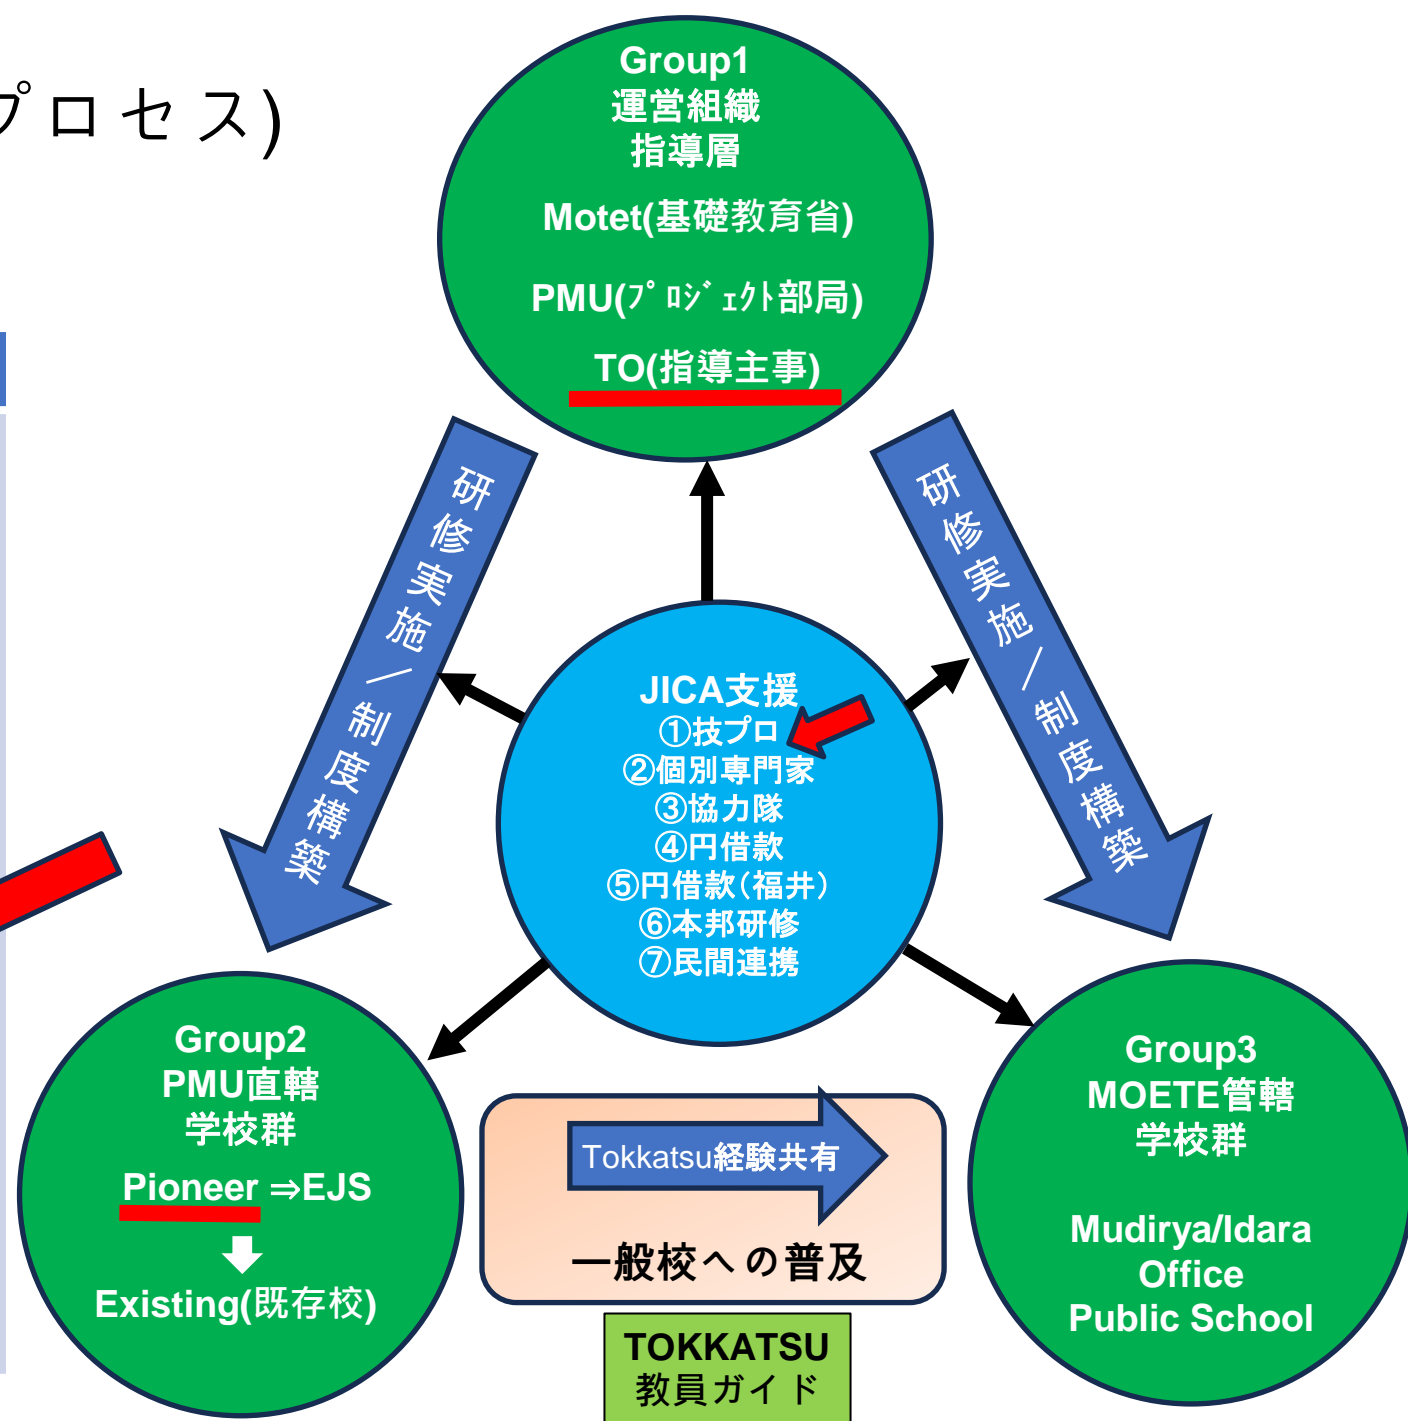 プロセス)
Group1
運営組織
指導層
Motet(基礎教育省)
PMU(ﾌﾟﾛｼﾞｪｸﾄ部局)
TO(指導主事)
研修実施/制度構築
研修実施/制度構築
JICA支援
①技プロ
②個別専門家
③協力隊
④円借款
⑤円借款(福井)
⑥本邦研修
⑦民間連携
Group2
PMU直轄
学校群
Pioneer ⇒EJS
Existing(既存校)
Tokkatsu経験共有
一般校への普及
TOKKATSU
教員ガイド
Group3
MOETE管轄
学校群
Mudirya/Idara
Office
Public School